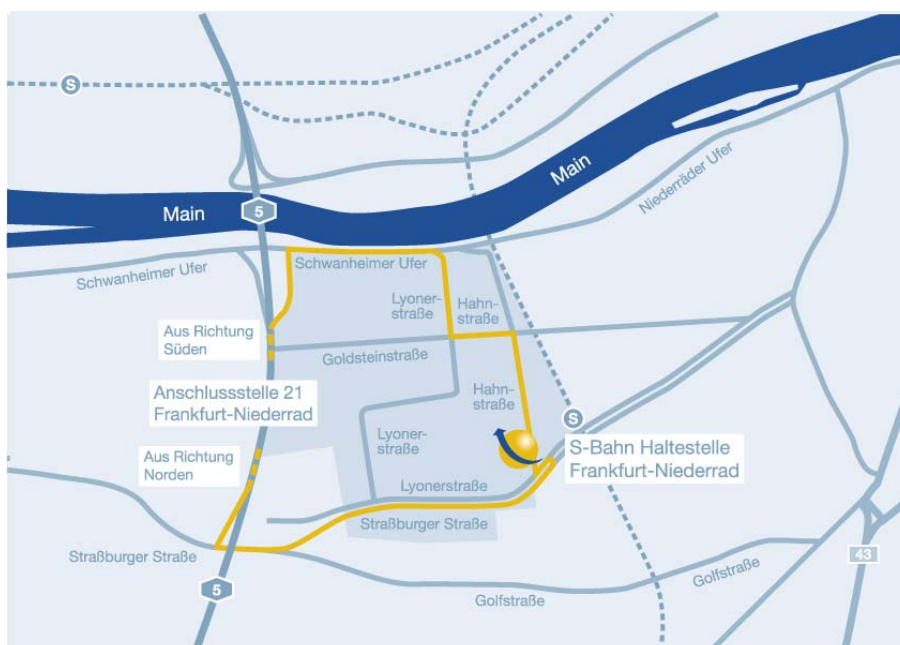 S
Main
Main
5
Niederräder Ufer
Schwanheimer Ufer
Schwanheimer Ufer
Lyoner-
straße
Hahn-
straße
Aus Richtung
Süden
Goldsteinstraße
Anschlussstelle 21
Frankfurt-Niederrad
Hahn-
straße
S
Lyoner-
straße
S-Bahn Haltestelle
Frankfurt-Niederrad
Aus Richtung
Norden
Lyonerstraße
Straßburger Straße
Straßburger Straße
43
5
Golfstraße
Golfstraße